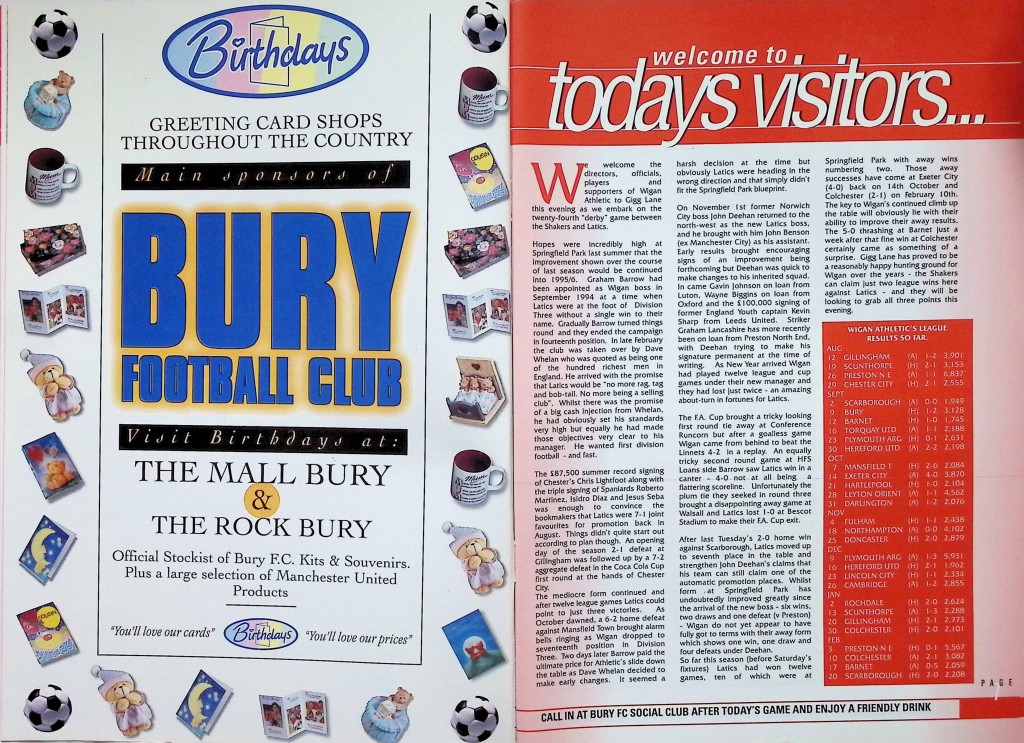 Birthdays
GREETING CARD SHOPS
THROUGHOUT THE COUNTRY
Main sponsors of
BURY
FOOTBALL CLUB
Visit Birthdays at:
THE MALL BURY
&
THE ROCK BURY
Official Stockist of Bury F.C. Kits & Souvenirs.
Plus a large selection of Manchester United
Products
"You'll love our cards" Birthdays "You'll love our prices"
welcome to
todays visitors...
We welcome the
directors, officials,
players and
supporters of Wigan
Athletic to Gigg Lane
this evening as we embark on the
twenty-fourth "derby" game between
the Shakers and Latics.
Hopes were incredibly high at
Springfield Park last summer that the
improvement shown over the course
of last season would be continued
into 1995/6. Graham Barrow had
been appointed as Wigan boss in
September 1994 at a time when
Latics were at the foot of Division
Three without a single win to their
name. Gradually Barrow turned things
round and they ended the campaign
in fourteenth position. In late February
the club was taken over by Dave
Whelan who was quoted as being one
of the hundred richest men in
England. He arrived with the promise
that Latics would be "no more rag, tag
and bob-tail. No more being a selling
club". Whilst there was the promise
of a big cash injection from Whelan,
he had obviously set his standards
very high but equally he had made
those objectives very clear to his
manager. He wanted first division
football - and fast.
The $87,500 summer record signing
of Chester's Chris Lightfoot along with
the triple signing of Spaniards Roberto
Martinez, Isidro Diaz and Jesus Seba
was enough to convince the
bookmakers that Latics were 7-1 joint
favourites for promotion back in
August. Things didn't quite start out
according to plan though. An opening
day of the season 2-1 defeat at
Gillingham was followed up by a 7-2
aggregate defeat in the Coca Cola Cup
first round at the hands of Chester
City.
The mediocre form continued and
after twelve league games Latics could
point to just three victories. As
October dawned, a 6-2 home defeat
against Mansfield Town brought alarm
bells ringing as Wigan dropped to
seventeenth position in Division
Three. Two days later Barrow paid the
ultimate price for Athletic's slide down
the table as Dave Whelan decided to
make early changes. It seemed a
harsh decision at the time but
obviously Latics were heading in the
wrong direction and that simply didn't
fit the Springfield Park blueprint.
On November 1st former Norwich
City boss John Deehan returned to the
north-west as the new Latics boss,
and he brought with him John Benson
(ex Manchester City) as his assistant.
Early results brought encouraging
signs of an improvement being
forthcoming but Deehan was quick to
make changes to his inherited squad.
In came Gavin Johnson on loan from
Luton, Wayne Biggins on loan from
Oxford and the $100,000 signing of
former England Youth captain Kevin
Sharp from Leeds United. Striker
Graham Lancashire has more recently
been on loan from Preston North End,
with Deehan trying to make his
signature permanent at the time of
writing. As New Year arrived Wigan
had played twelve league and cup
games under their new manager and
they had lost just twice - an amazing
about-turn in fortunes for Latics.
The F.A. Cup brought a tricky looking
first round tie away at Conference
Runcorn but after a goalless game
Wigan came from behind to beat the
Linnets 4-2 in a replay. An equally
tricky second round game at HFS
Loans side Barrow saw Latics win in a
canter - 4-0 not at all being a
flattering scoreline. Unfortunately the
plum tie they seeked in round three
brought a disappointing away game at
Walsall and Latics lost 1-0 at Bescot
Stadium to make their F.A. Cup exit.
After last Tuesday's 2-0 home win
against Scarborough, Latics moved up
to seventh place in the table and
strengthen John Deehan's claims that
his team can still claim one of the
automatic promotion places. Whilst
form at Springfield Park has
undoubtedly improved greatly since
the arrival of the new boss - six wins,
two draws and one defeat (v Preston)
- Wigan do not yet appear to have
fully got to terms with their away form
which shows one win, one draw and
four defeats under Deehan.
So far this season (before Saturday's
fixtures) Latics had won twelve
games, ten of which were at
Springfield Park with away wins
numbering two. Those away
successes have come at Exeter City
(4-0) back on 14th October and
Colchester (2-1) on February 10th.
The key to Wigan's continued climb up
the table will obviously lie with their
ability to improve their away results.
The 5-0 thrashing at Barnet just a
week after that fine win at Colchester
certainly came as something of a
surprise. Gigg Lane has proved to be
a reasonably happy hunting ground for
Wigan over the years - the Shakers
can claim just two league wins here
against Latics - and they will be
looking to grab all three points this
evening.
WIGAN ATHLETIC'S LEAGUE
RESULTS SO FAR.
AUG
12 GILLINGHAM (A) 1-2 3,901
19 SCUNTHORPE (H) 2-1 3,153
26 PRESTON N E (A) 1-1 6,837
29 CHESTER CITY (H) 2-1 2,555
SEPT
2 SCARBOROUGH (A) 0-0 1,949
9 BURY (H) 1-2 3,128
12 BARNET (H) 1-0 1,745
16 TORQUAY UTD (A) 1-1 2,188
23 PLYMOUTH ARG (H) 0-1 2,631
30 HEREFORD UTD (A) 2-2 2,198
OCT
7 MANSFIELD T (H) 2-6 2,084
14 EXETER CITY (A) 4-0 3,870
21 HARTLEPOOL (H) 1-0 2,104
28 LEYTON ORIENT (A) 1-1 4,562
31 DARLINGTON (A) 1-2 2,076
NOV
4 FULHAM (H) 1-1 2,438
18 NORTHAMPTON (A) 0-0 4,102
25 DONCASTER (H) 2-0 2,879
DEC
9 PLYMOUTH ARG (A) 1-3 5,931
16 HEREFORD UTD (H) 2-1 1,962
23 LINCOLN CITY (H) 1-1 2,334
26 CAMBRIDGE (A) 1-2 2,855
JAN
2 ROCHDALE (H) 2-0 2,624
13 SCUNTHORPE (A) 1-3 2,288
20 GILLINGHAM (H) 2-1 2,773
30 COLCHESTER (H) 2-0 2,101
FEB
3 PRESTON N E (H) 0-1 5,567
10 COLCHESTER (A) 2-1 3,082
17 BARNET (A) 0-5 2,059
20 SCARBOROUGH (H) 2-0 2,208
PAGE
7
CALL IN AT BURY FC SOCIAL CLUB AFTER TODAY'S GAME AND ENJOY A FRIENDLY DRINK